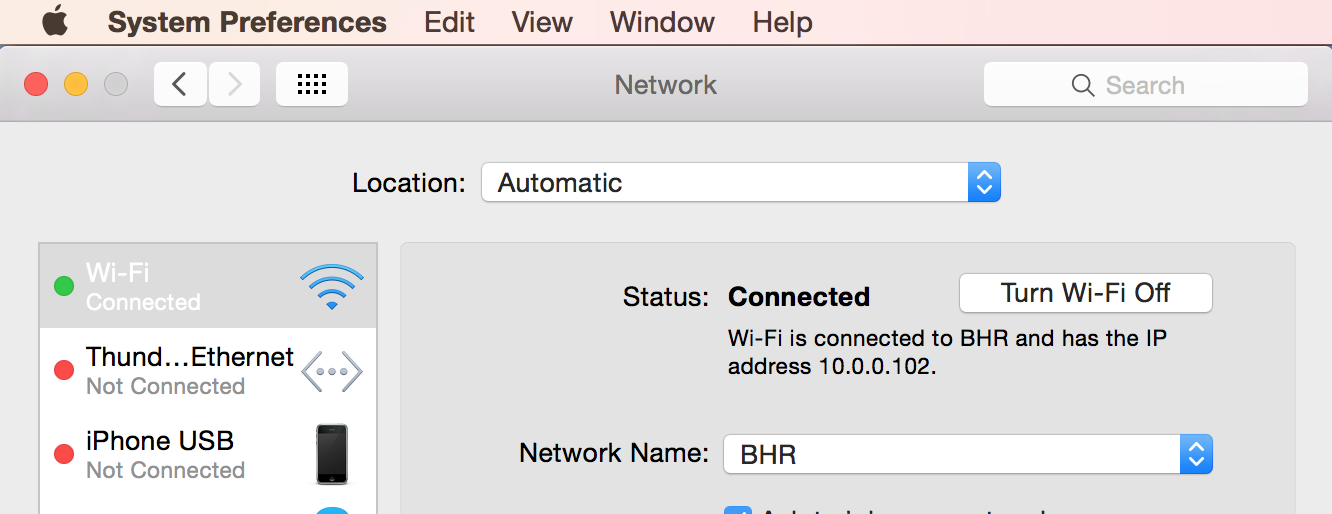 System Preferences Edit View Window Help
Network
Search
Location: Automatic
Wi-Fi
Connected
Thund...Ethernet
Not Connected
iPhone USB
Not Connected
Status: Connected
Turn Wi-Fi Off
Wi-Fi is connected to BHR and has the IP
address 10.0.0.102.
Network Name: BHR